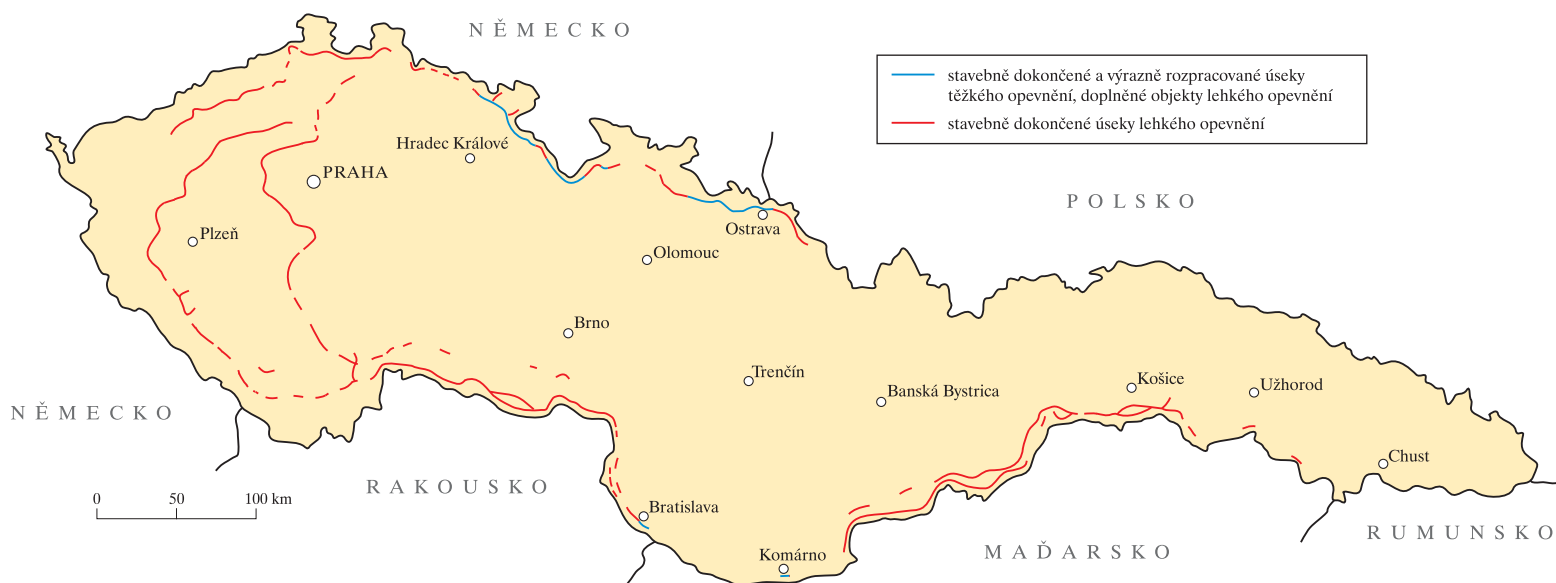 NĚMECKO
stavebně dokončené a výrazně rozpracované úseky
těžkého opevnění, doplněné objekty lehkého opevnění
stavebně dokončené úseky lehkého opevnění
Hradec Králové
PRAHA
POLSKO
Plzeň
Ostrava
Olomouc
Brno
Trenčín
Košice
Užhorod
Banská Bystrica
NĚMECKO
Chust
RAKOUSKO
0 50 100 km
Bratislava
RUMUNSKO
MAĎARSKO
Komárno